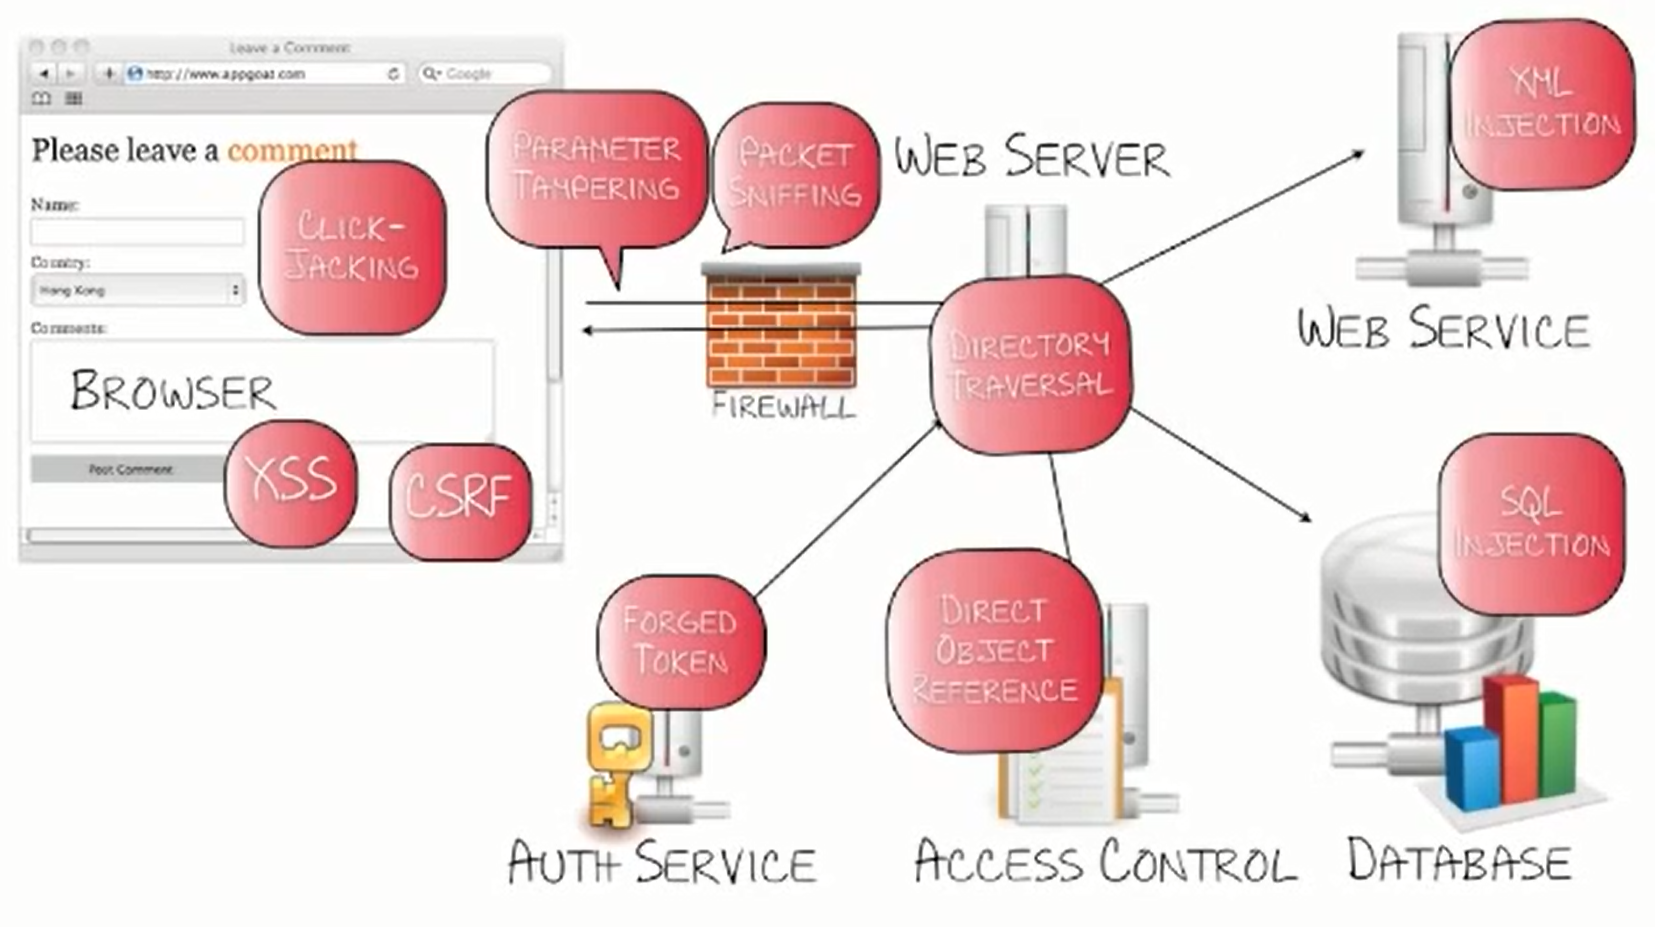 Leave a Comment
http://www.appgoat.com
Google
Please leave a comment
Name:
Country:
Hong Kong
Comments:
BROWSER
Post Comment
CLICK-
JACKING
XSS
CSRF
PARAMETER
TAMPERING
PACKET
SNIFFING
FIREWALL
WEB SERVER
DIRECTORY
TRAVERSAL
XML
INJECTION
WEB SERVICE
FORGED
TOKEN
AUTH SERVICE
DIRECT
OBJECT
REFERENCE
ACCESS CONTROL
SQL
INJECTION
DATABASE